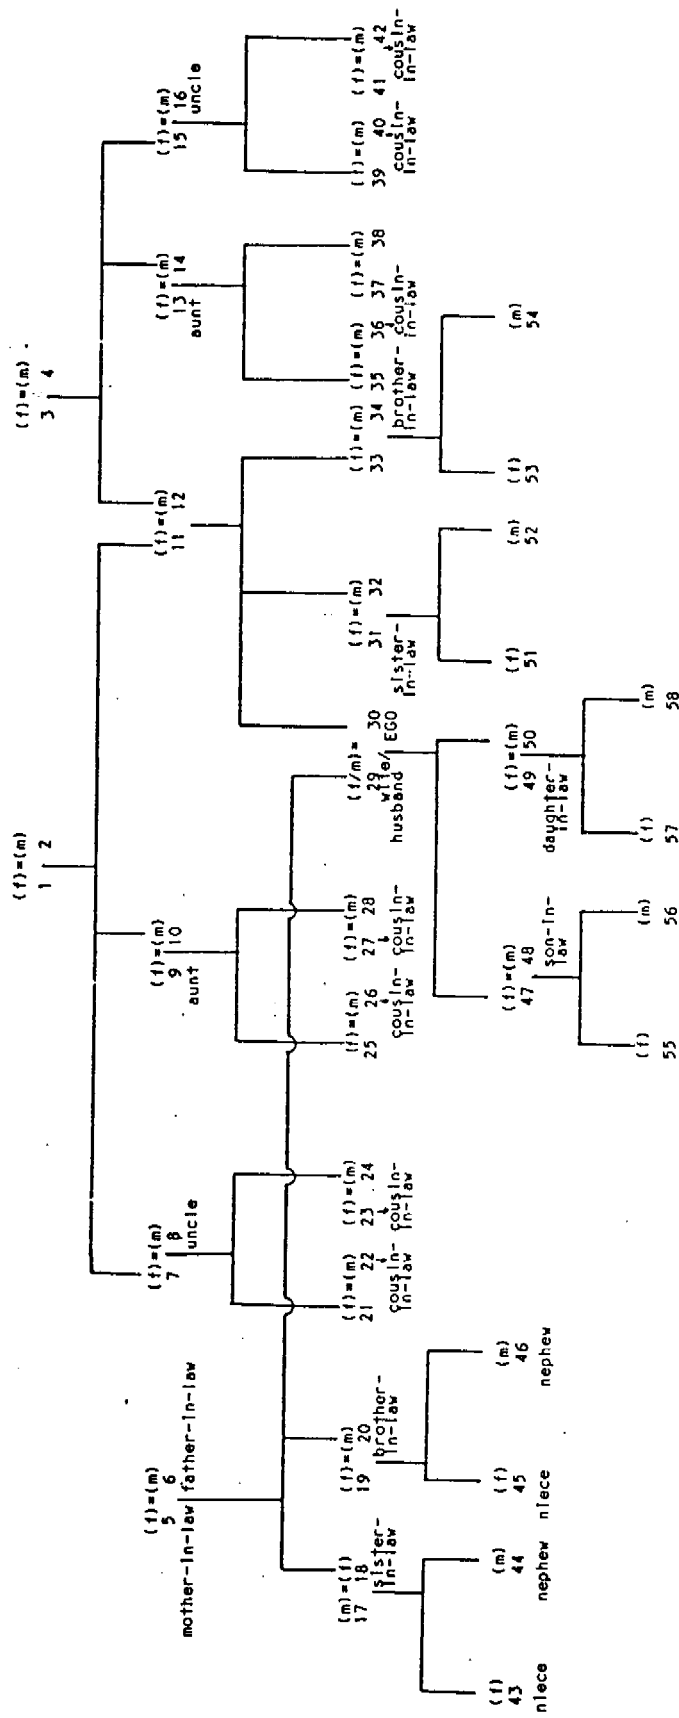 (f)=(m)
1 2
(f)=(m)
3 4
(f)=(m)
5 6
mother-in-law father-in-law
(f)=(m)
7 8
uncle
(f)=(m)
9 10
aunt
(f)=(m)
11 12
(f)=(m)
13 14
aunt
(f)=(m)
15 16
uncle
(m)=(f)
17 18
sister-
in-law
(f)=(m)
19 20
brother-
in-law
(f)=(m)
21 22
cousin-
in-law
(f)=(m)
23 24
cousin-
in-law
(f)=(m)
25 26
cousin-
in-law
(f)=(m)
27 28
cousin-
in-law
(f/m)=
29 30
wife/ EGO
husband
(f)=(m)
31 32
sister-
in-law
(f)=(m)
33 34
brother-
in-law
(f)=(m)
35 36
cousin-
in-law
(f)=(m)
37 38
(f)=(m)
39 40
cousin-
in-law
(f)=(m)
41 42
cousin-
in-law
(f)
43
niece
(m)
44
nephew
(f)
45
niece
(m)
46
nephew
(f)=(m)
47 48
son-in-
law
(f)=(m)
49 50
daughter-
in-law
(f)
51
(m)
52
(f)
53
(m)
54
(f)
55
(m)
56
(f)
57
(m)
58